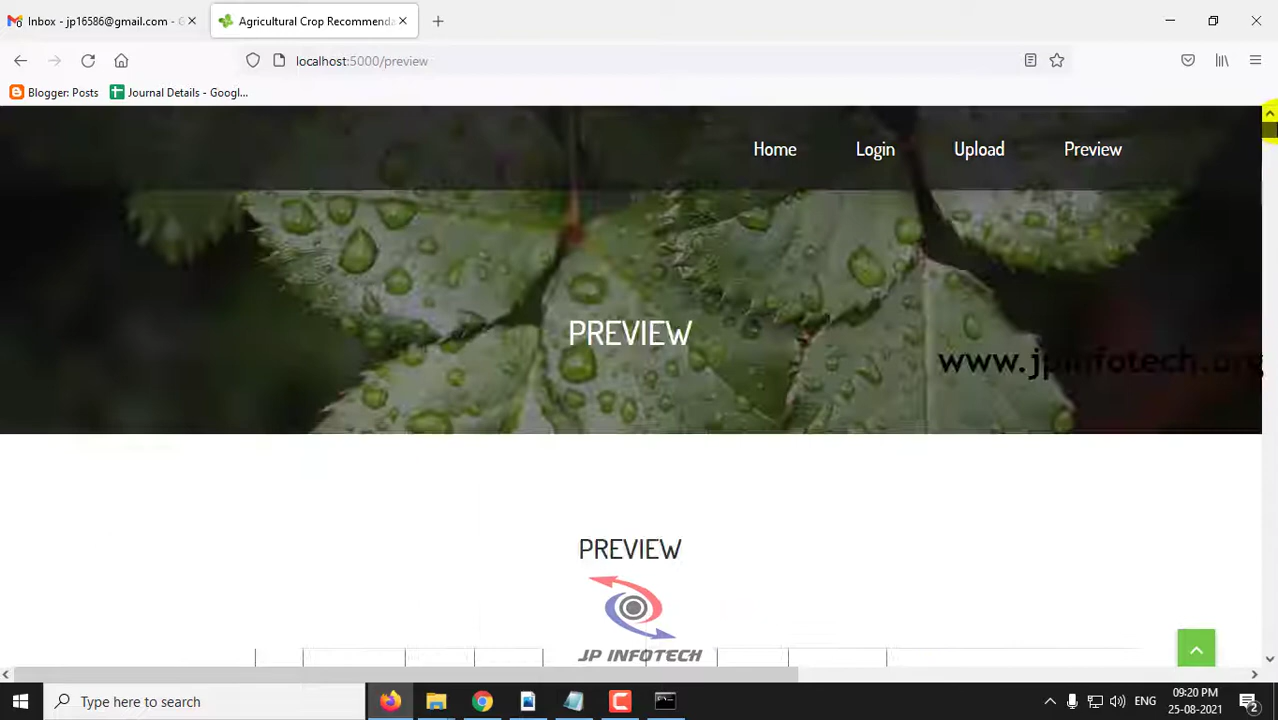 Inbox - jp16586@gmail.com - G
Agricultural Crop Recommenda
localhost:5000/preview
Blogger: Posts
Journal Details - Googl...
Home Login Upload Preview
PREVIEW
www.jpinfotech.org
PREVIEW
JP INFOTECH
Type here to search
ENG
09:20 PM
25-08-2021
2